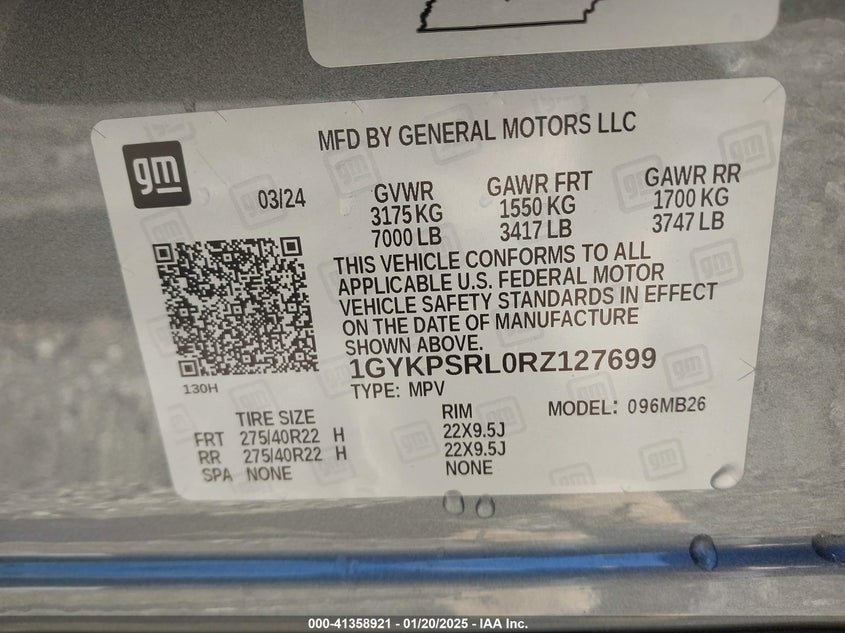 MFD BY GENERAL MOTORS LLC
gm
03/24
GVWR GAWR FRT GAWR RR
3175 KG 1550 KG 1700 KG
7000 LB 3417 LB 3747 LB
THIS VEHICLE CONFORMS TO ALL
APPLICABLE U.S. FEDERAL MOTOR
VEHICLE SAFETY STANDARDS IN EFFECT
ON THE DATE OF MANUFACTURE
SHOWN ABOVE.
1GYKPSRL0RZ127699
130H
TYPE: MPV
TIRE SIZE RIM MODEL: 096MB26
FRT 275/40R22 H 22X9.5J
RR 275/40R22 H 22X9.5J
SPA NONE NONE
000-41358921 / 01/20/2025 - IAA Inc.